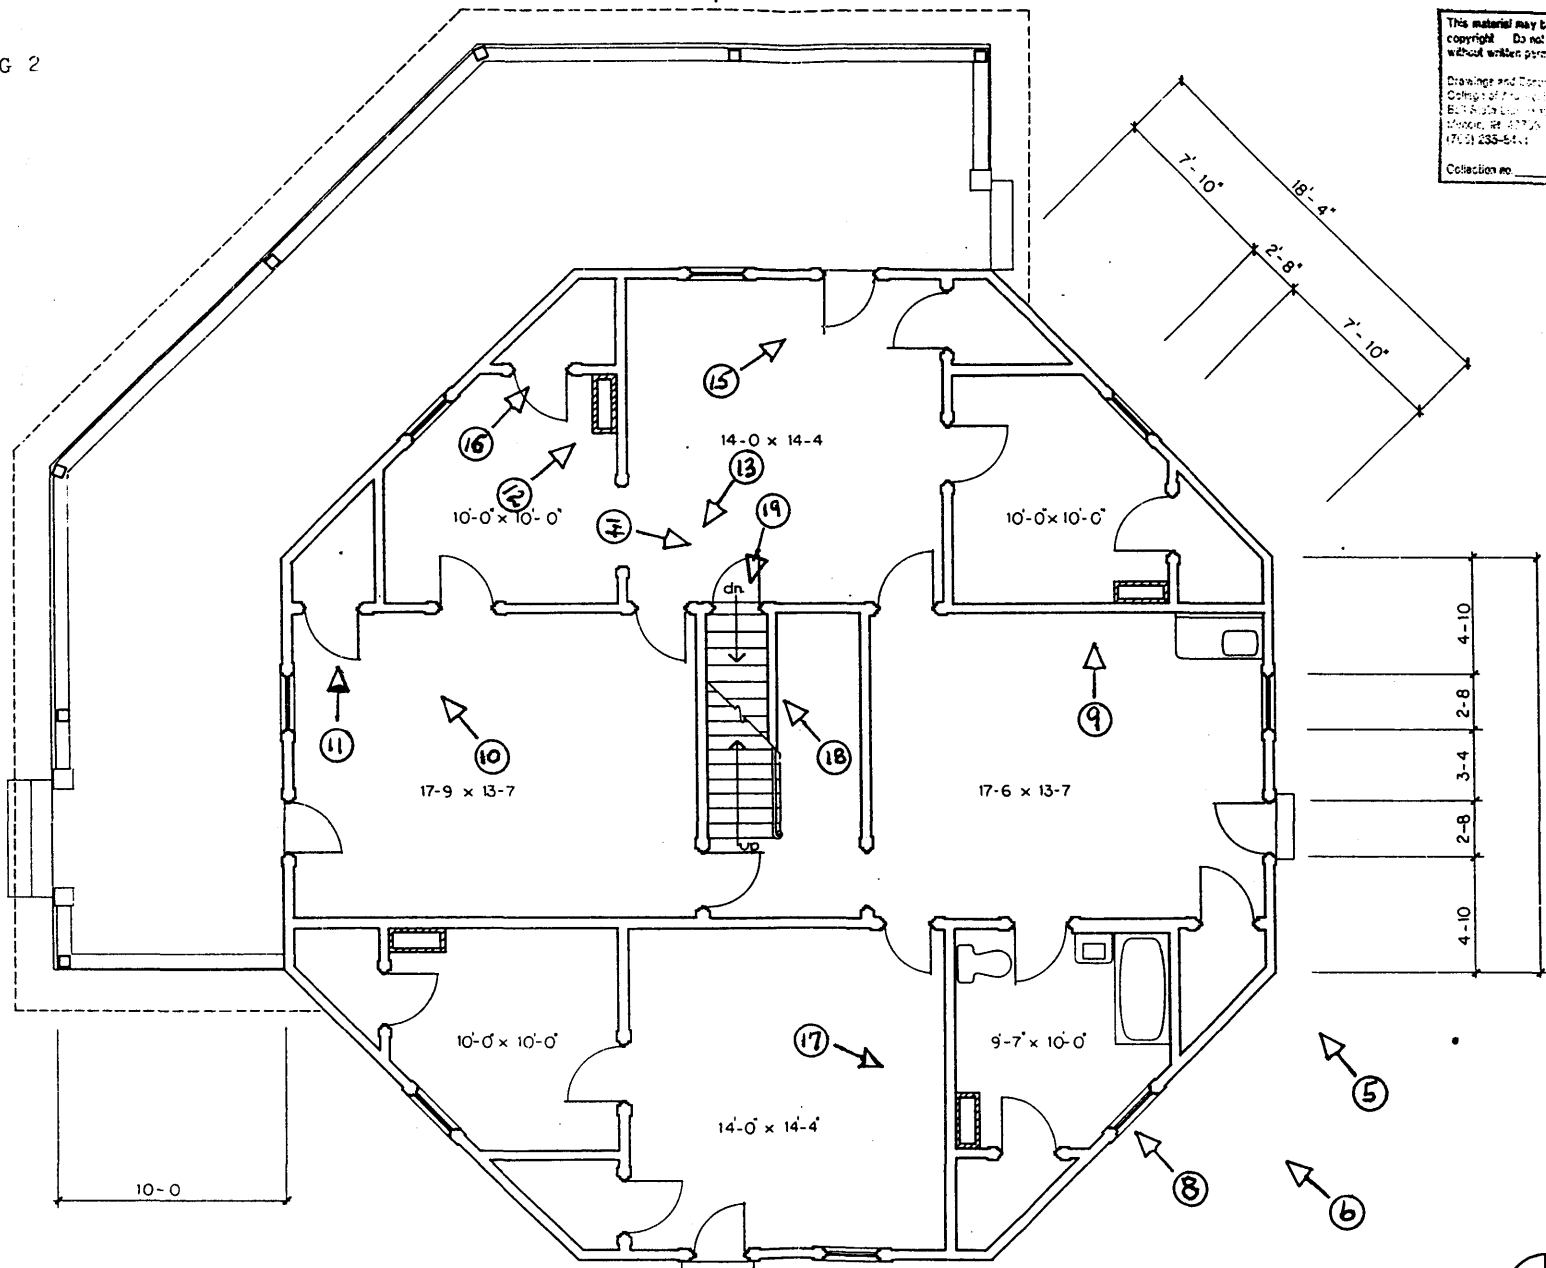 G 2
This material may b
copyright Do not
without written perm
Drawings and
Collection no.
7'-10"
18'-4"
2'-8"
7'-10"
15
14-0 x 14-4
16
13
12
19
10'-0" x 10'-0"
10'-0" x 10'-0"
dn
4-10
2-8
11
10
18
9
17-9 x 13-7
17-6 x 13-7
3-4
2-8
up
4-10
10'-0" x 10'-0"
17
9'-7" x 10'-0"
5
14'-0" x 14'-4"
10-0
8
6